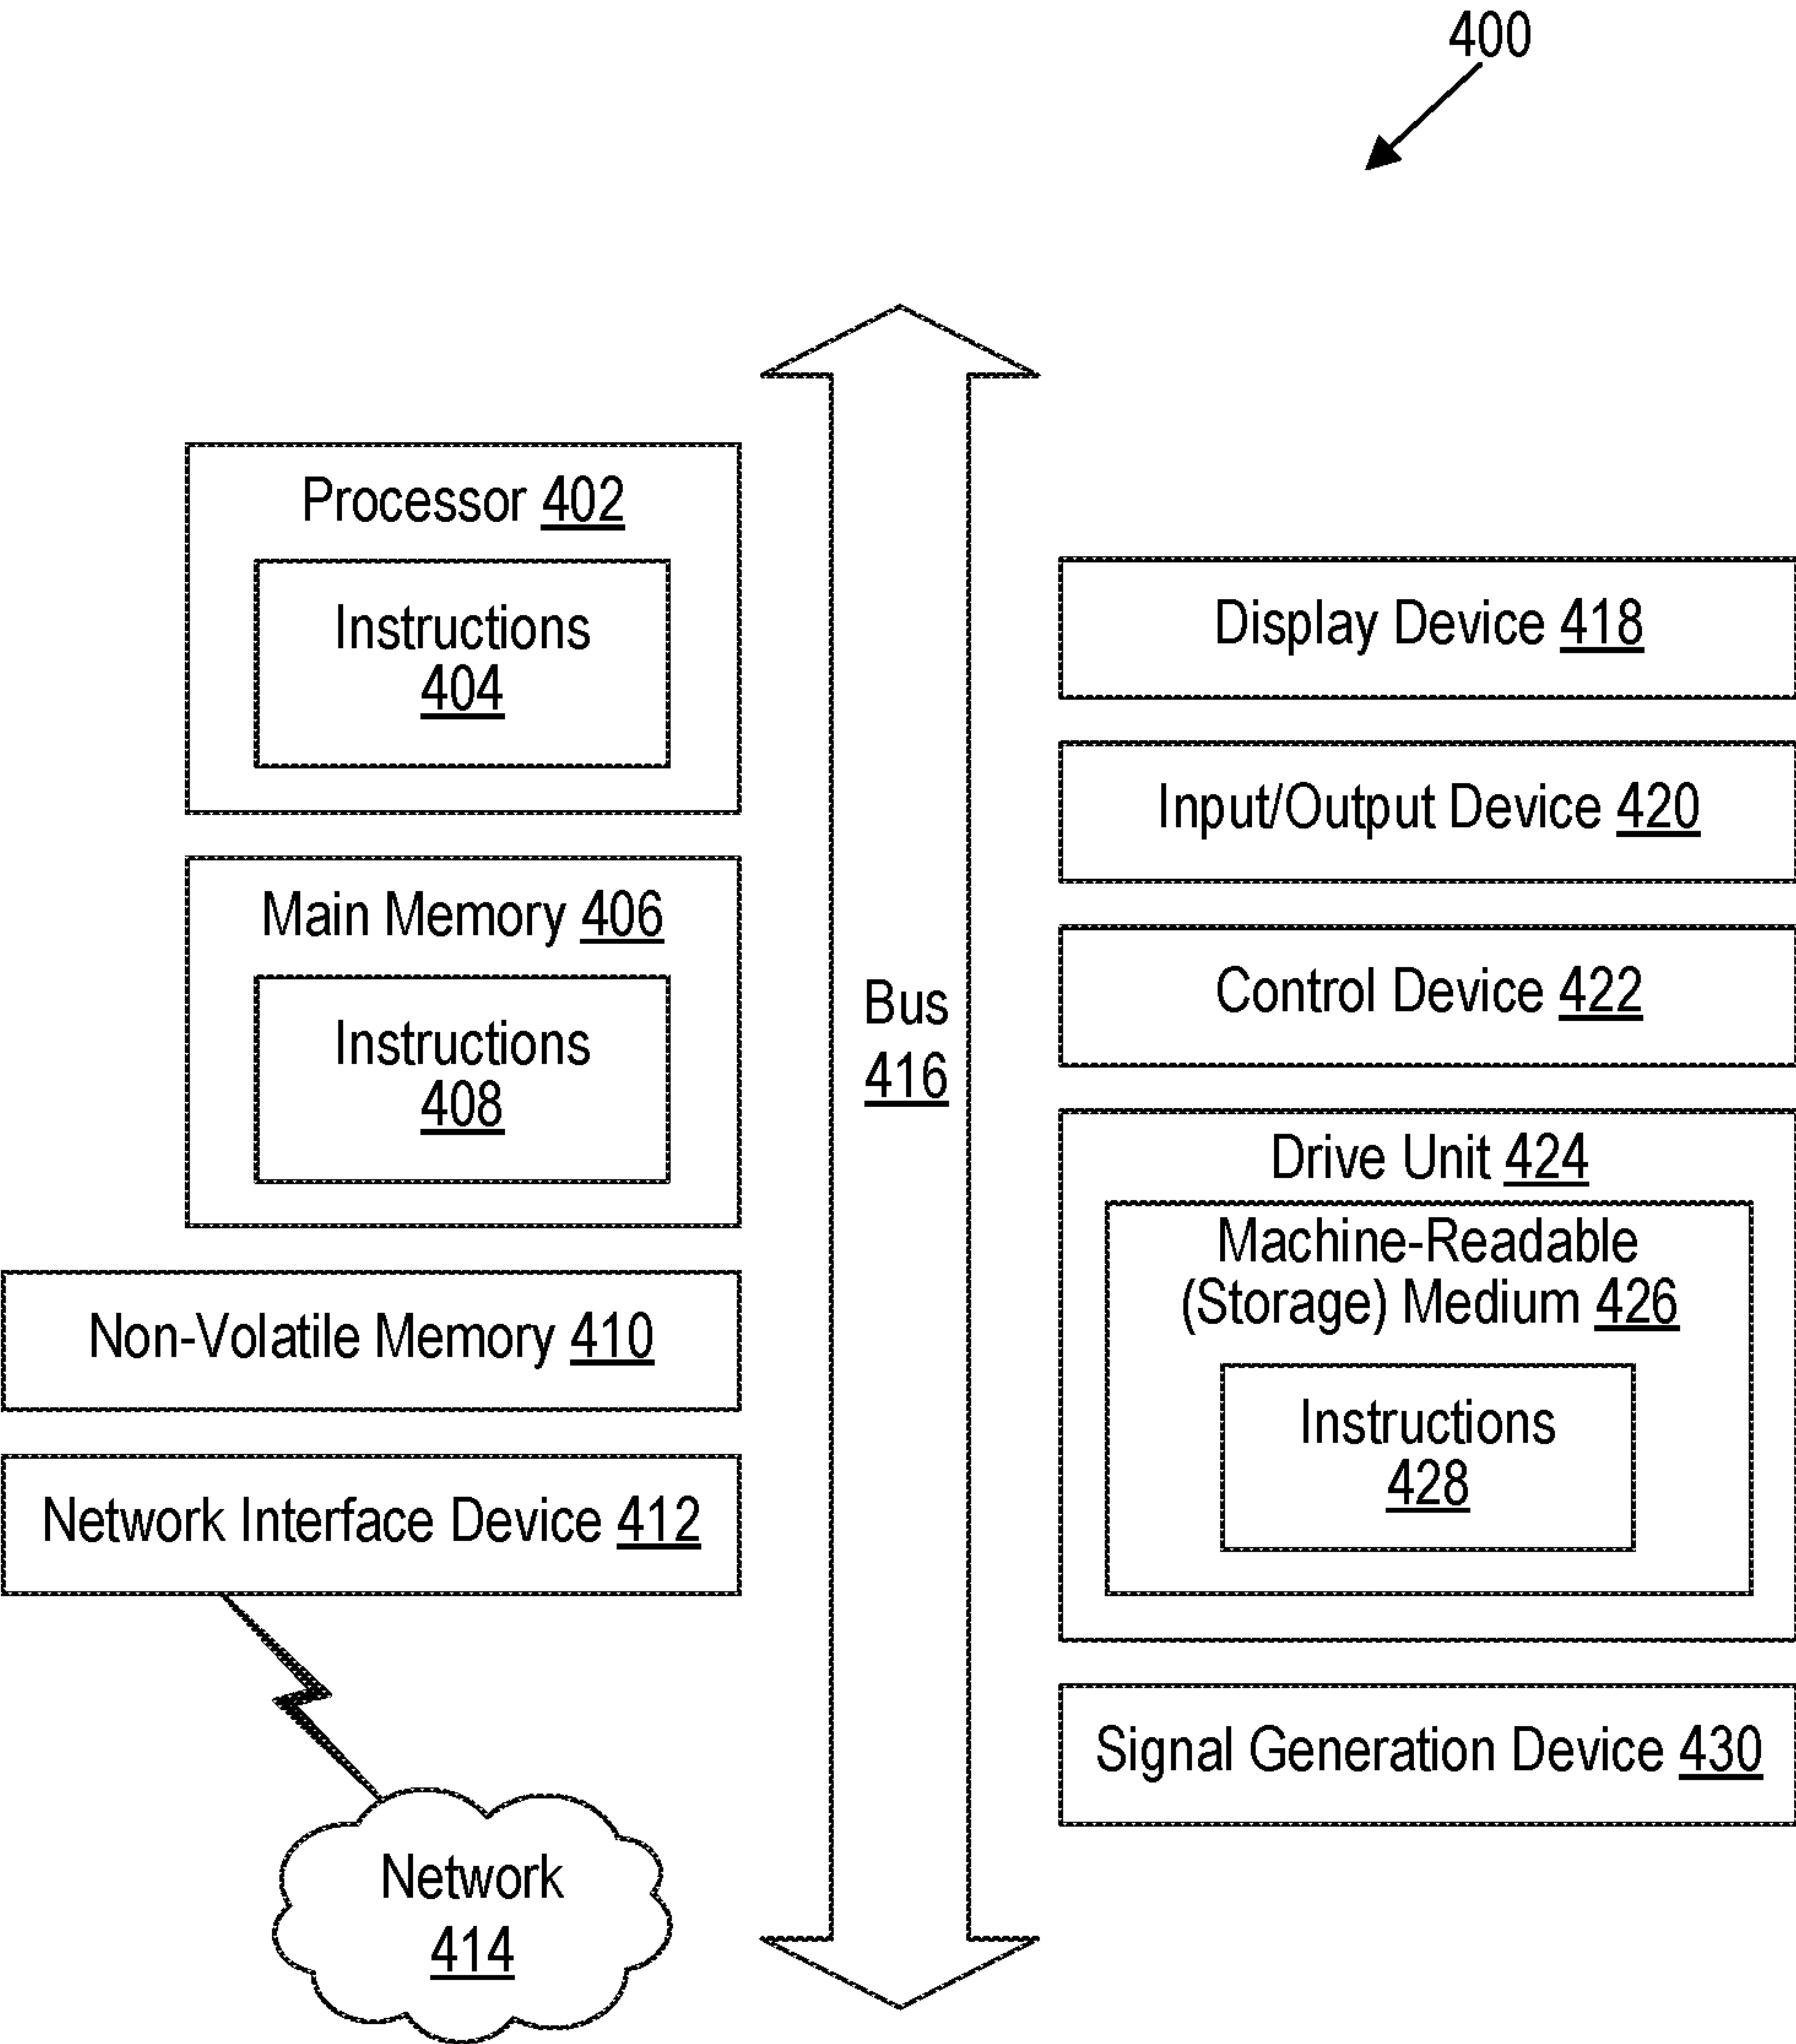 400
Processor 402
Instructions
404
Main Memory 406
Instructions
408
Non-Volatile Memory 410
Network Interface Device 412
Network
414
Bus
416
Display Device 418
Input/Output Device 420
Control Device 422
Drive Unit 424
Machine-Readable
(Storage) Medium 426
Instructions
428
Signal Generation Device 430